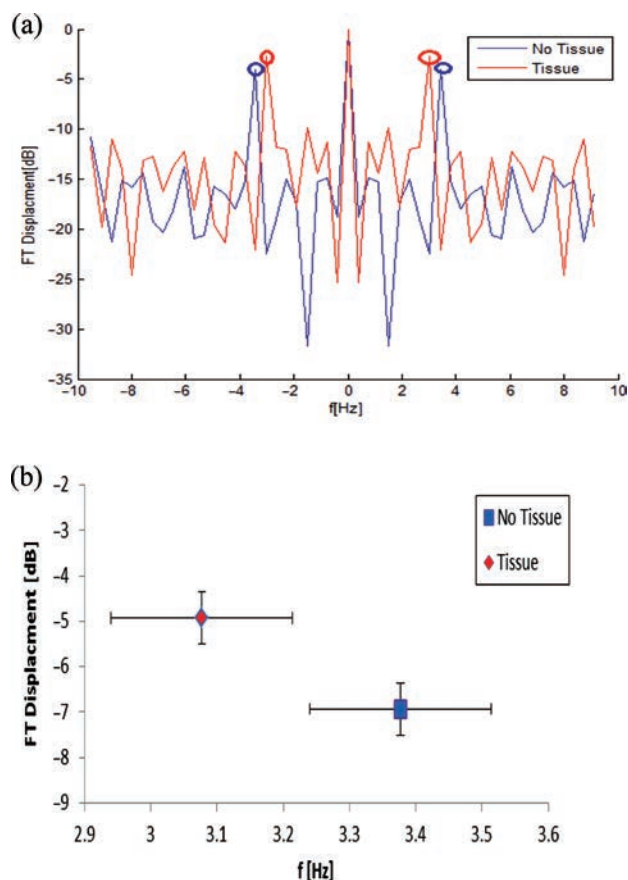 (a)
FT Displacment[dB]
0
−5
−10
−15
−20
−25
−30
−35
−10 −8 −6 −4 −2 0 2 4 6 8 10
f[Hz]
No Tissue
Tissue
(b)
FT Displacment [dB]
−2
−3
−4
−5
−6
−7
−8
−9
2.9 3 3.1 3.2 3.3 3.4 3.5 3.6
f [Hz]
No Tissue
Tissue